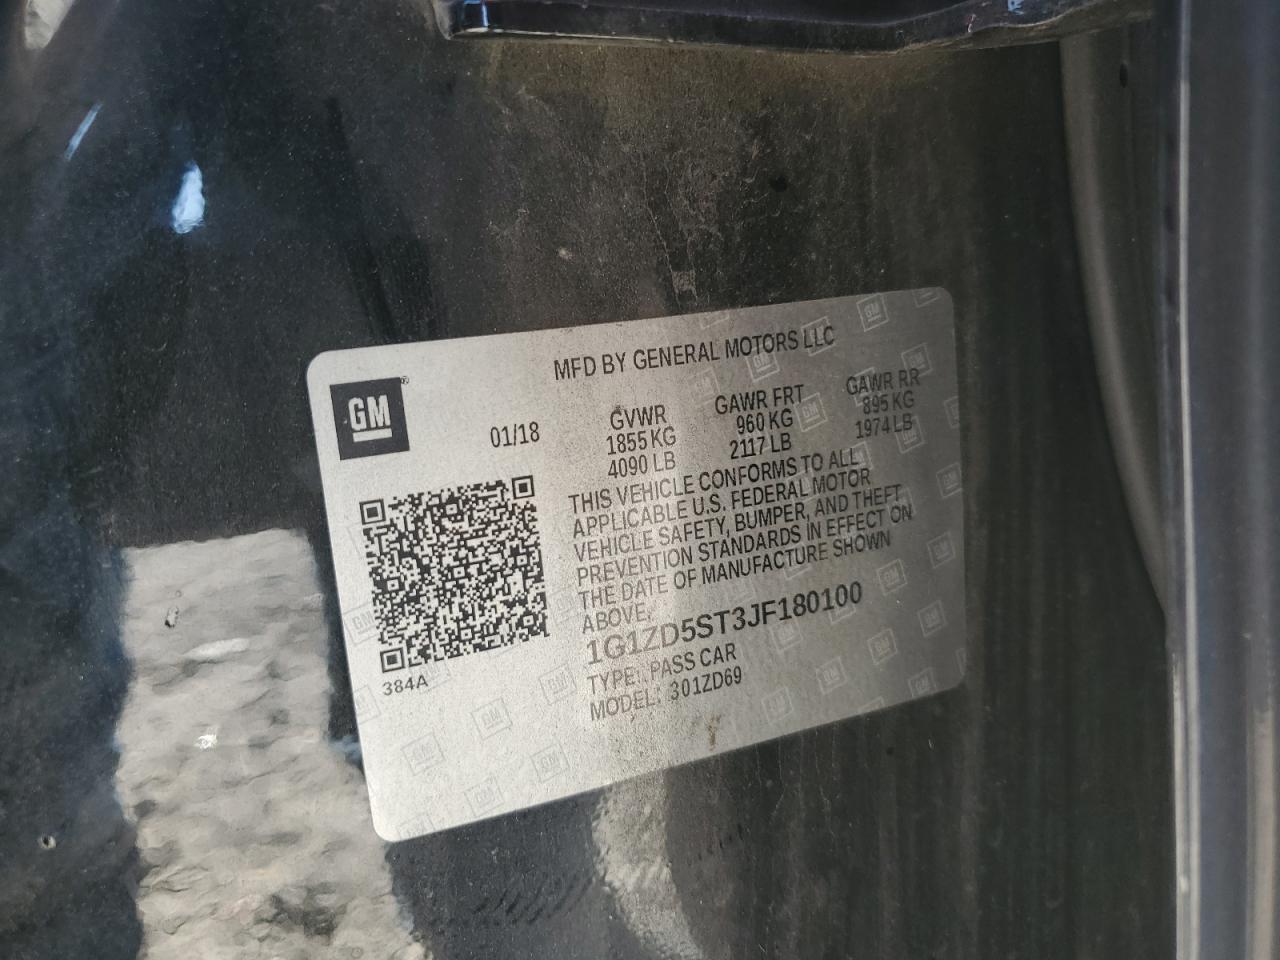 MFD BY GENERAL MOTORS LLC
GM®
01/18
GVWR GAWR FRT GAWR RR
1855 KG 960 KG 895 KG
4090 LB 2117 LB 1974 LB
THIS VEHICLE CONFORMS TO ALL
APPLICABLE U.S. FEDERAL MOTOR
VEHICLE SAFETY, BUMPER, AND THEFT
PREVENTION STANDARDS IN EFFECT ON
THE DATE OF MANUFACTURE SHOWN
ABOVE.
1G1ZD5ST3JF180100
TYPE: PASS CAR
MODEL: 301ZD69
384A